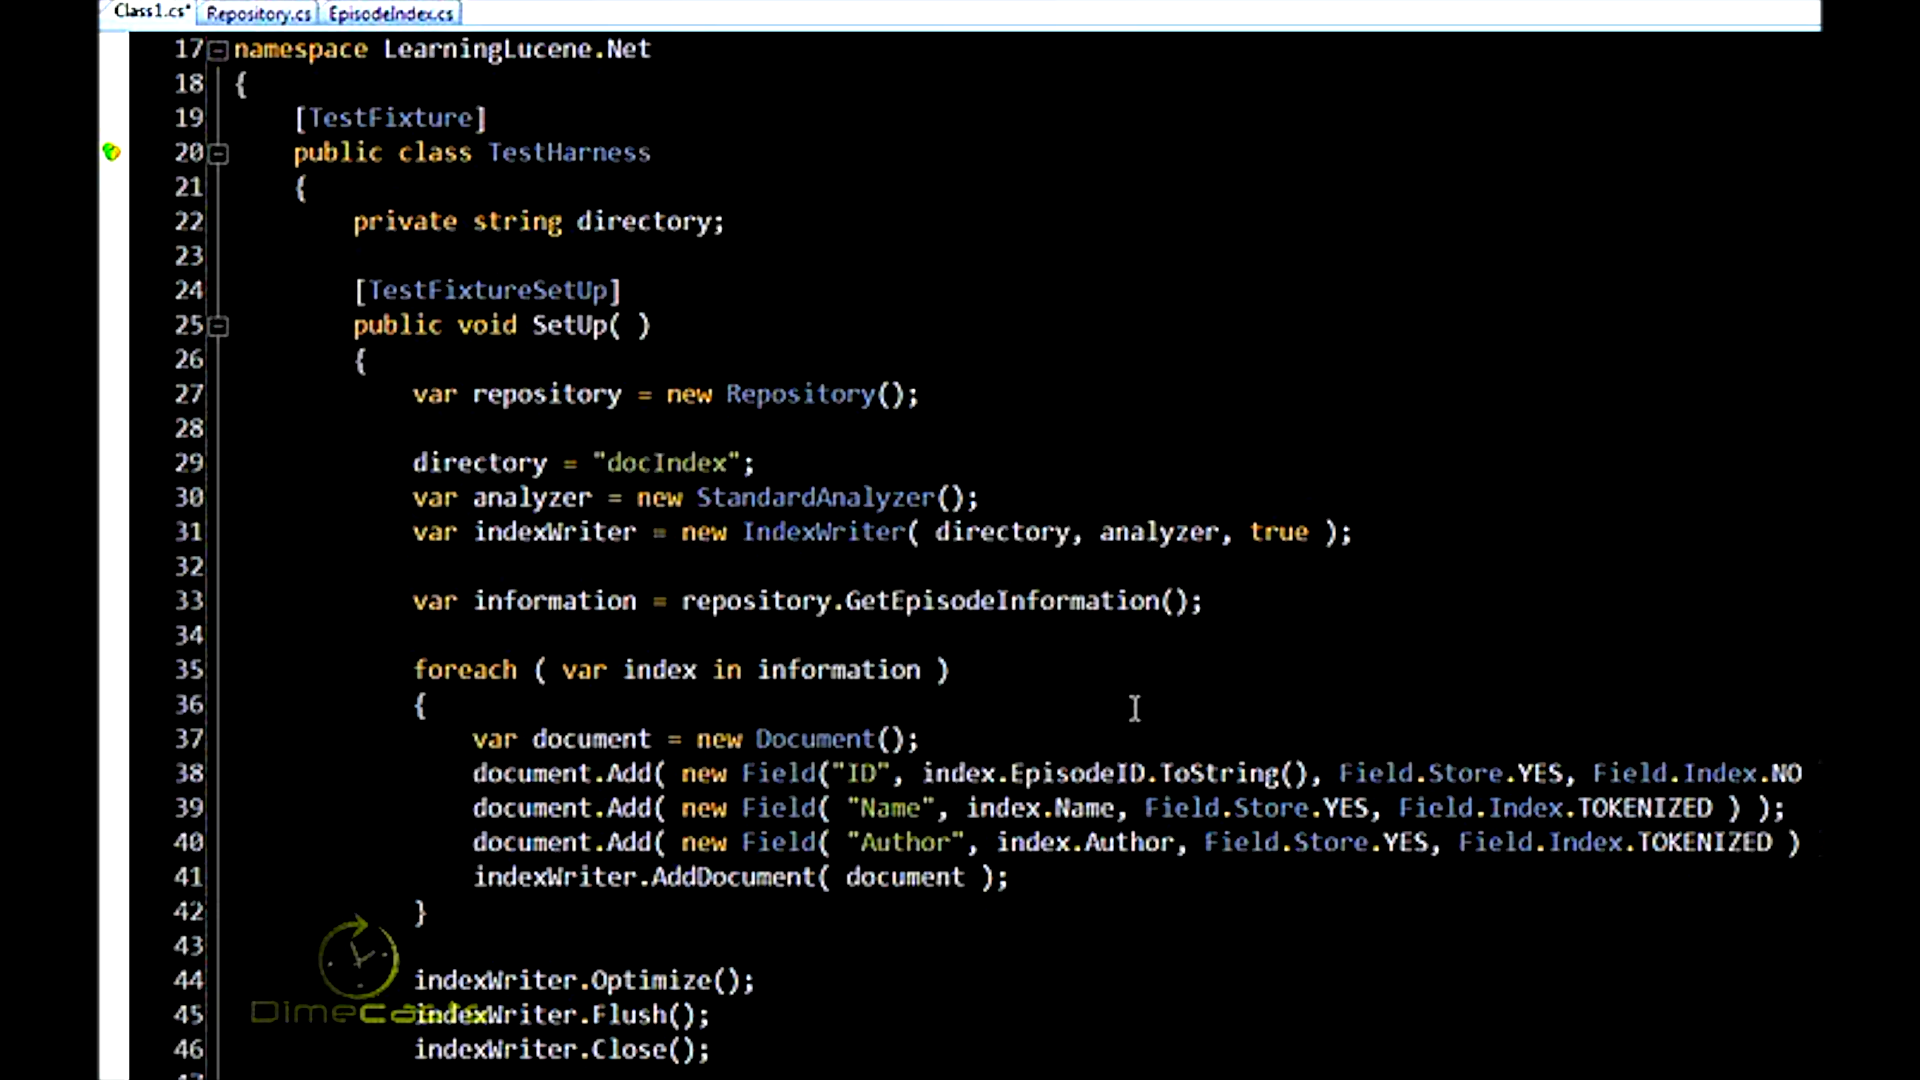 Class1.cs* Repository.cs EpisodeIndex.cs
17 namespace LearningLucene.Net
18 {
19 [TestFixture]
20 public class TestHarness
21 {
22 private string directory;
23
24 [TestFixtureSetUp]
25 public void SetUp( )
26 {
27 var repository = new Repository();
28
29 directory = "docIndex";
30 var analyzer = new StandardAnalyzer();
31 var indexWriter = new IndexWriter( directory, analyzer, true );
32
33 var information = repository.GetEpisodeInformation();
34
35 foreach ( var index in information )
36 {
37 var document = new Document();
38 document.Add( new Field("ID", index.EpisodeID.ToString(), Field.Store.YES, Field.Index.NO
39 document.Add( new Field( "Name", index.Name, Field.Store.YES, Field.Index.TOKENIZED ) );
40 document.Add( new Field( "Author", index.Author, Field.Store.YES, Field.Index.TOKENIZED )
41 indexWriter.AddDocument( document );
42 }
43
44 indexWriter.Optimize();
45 indexWriter.Flush();
46 indexWriter.Close();